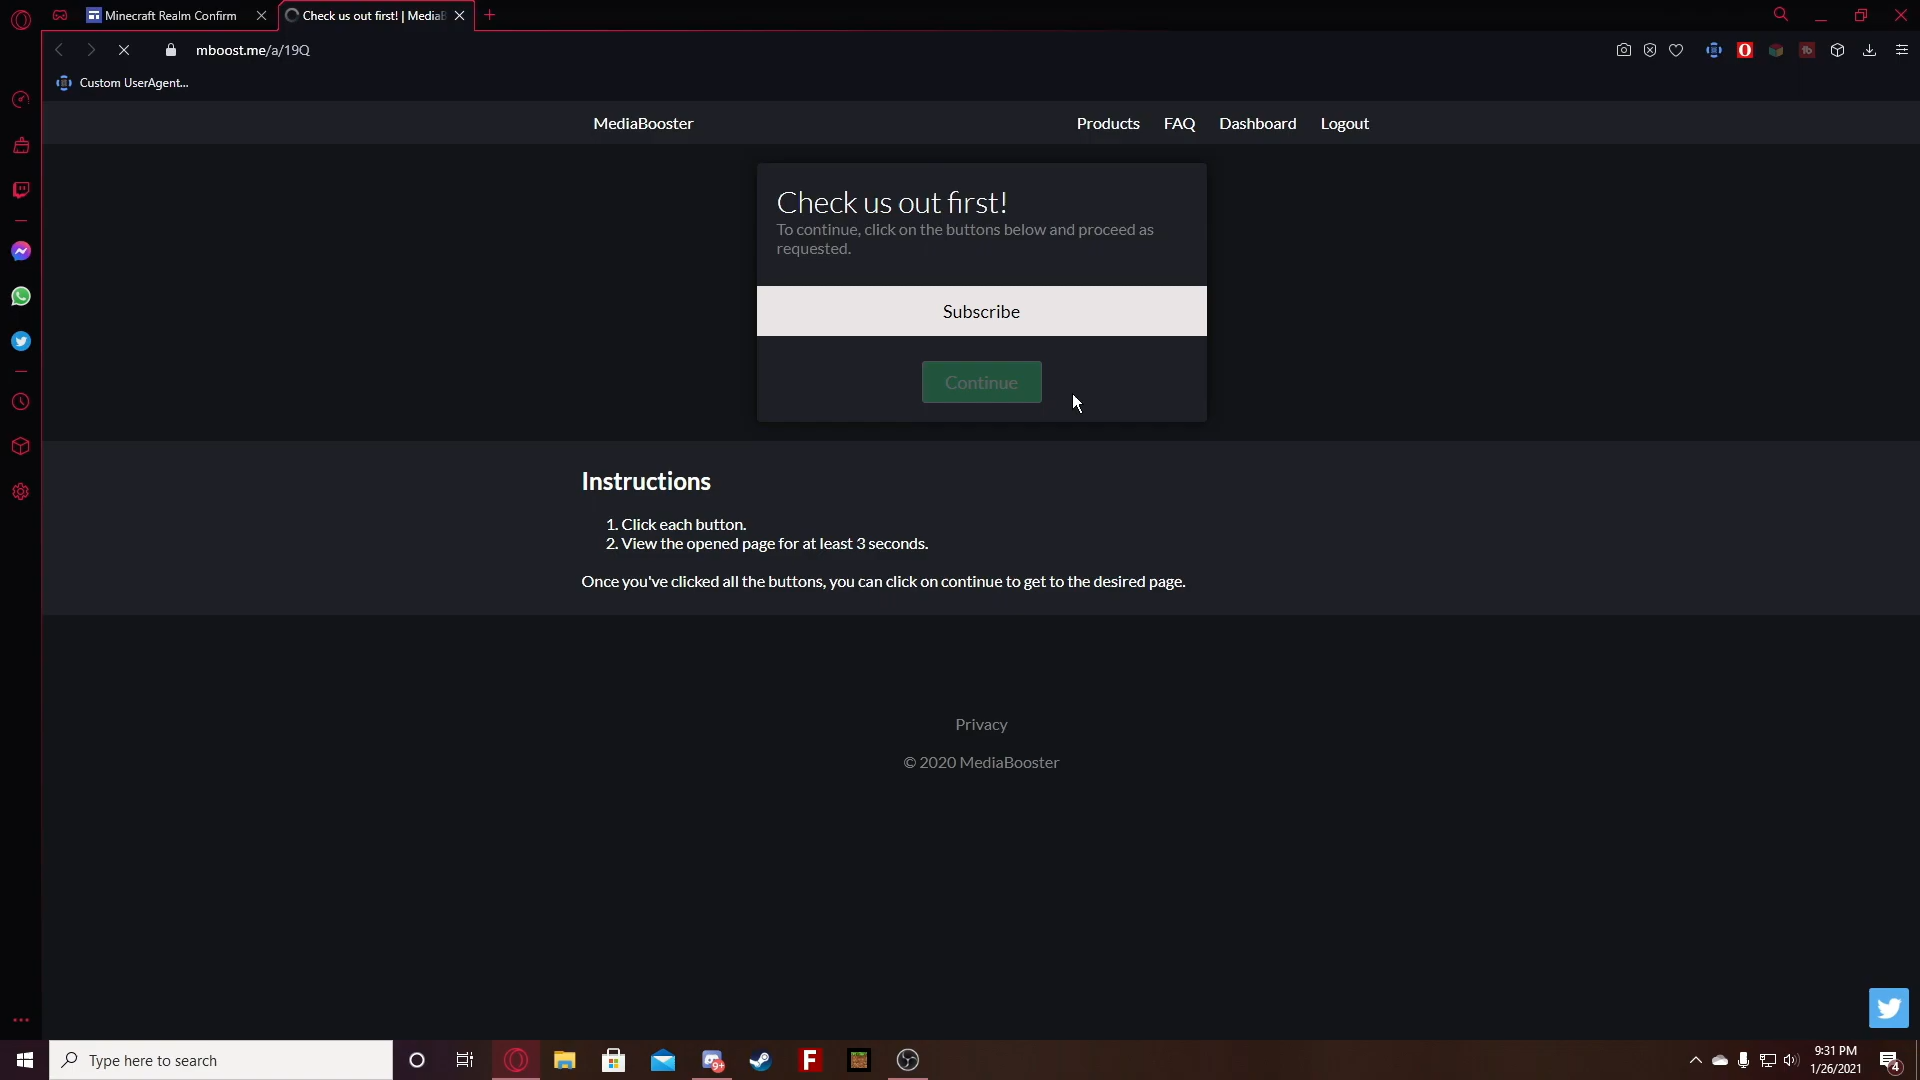 Minecraft Realm Confirm
Check us out first! | MediaB
mboost.me/a/19Q
Custom UserAgent...
MediaBooster
Products
FAQ
Dashboard
Logout
Check us out first!
To continue, click on the buttons below and proceed as
requested.
Subscribe
Continue
Instructions
1. Click each button.
2. View the opened page for at least 3 seconds.
Once you've clicked all the buttons, you can click on continue to get to the desired page.
Privacy
© 2020 MediaBooster
Type here to search
9+
F
9:31 PM
1/26/2021
4